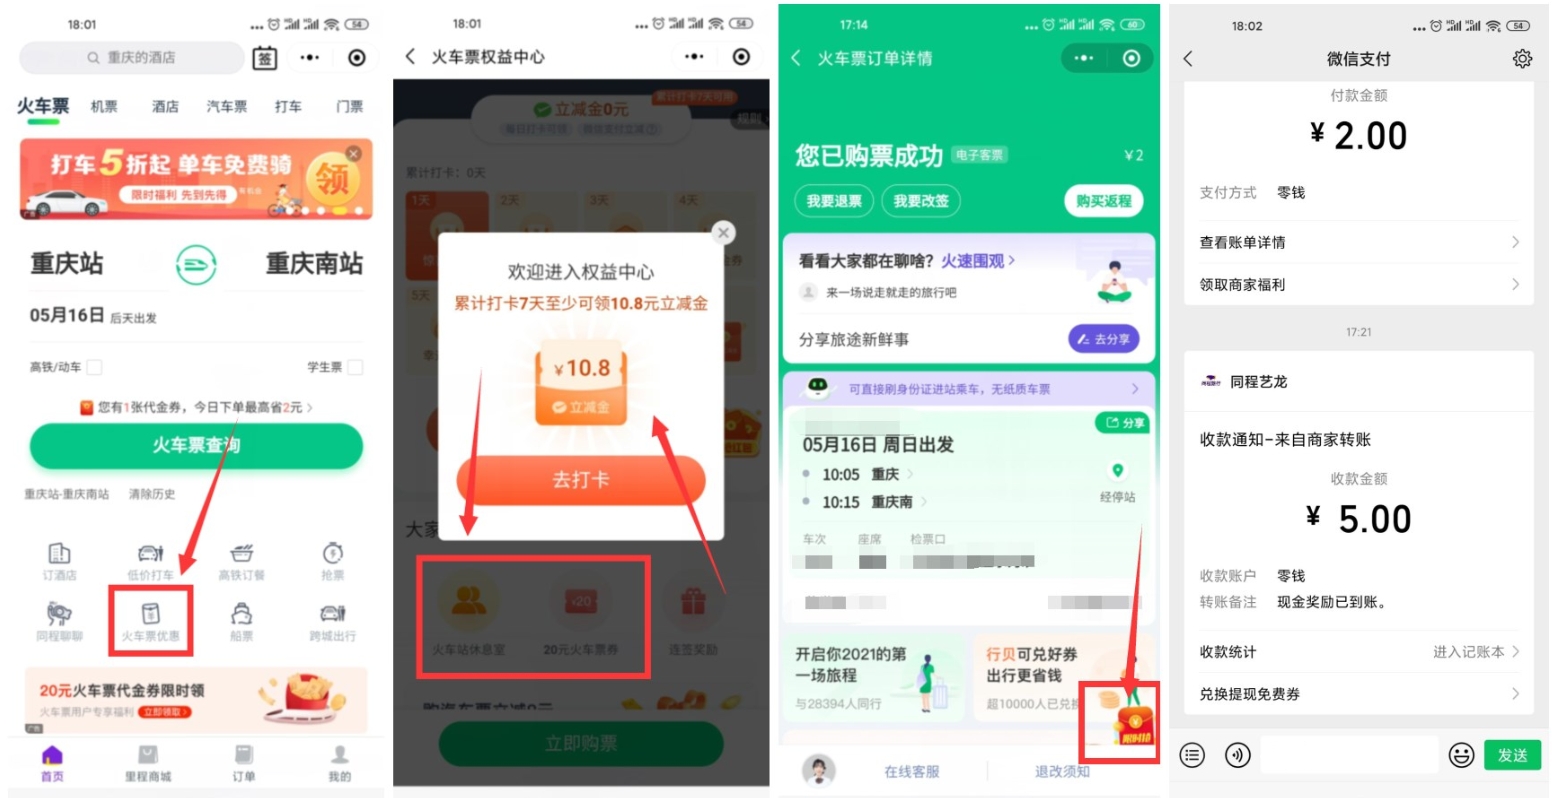 18:01
54
重庆的酒店
签
火车票
机票
酒店
汽车票
打车
门票
打车5折起 单车免费骑
限时福利 先到先得
领
广告
重庆站
重庆南站
05月16日 后天出发
高铁/动车
学生票
您有1张代金券，今日下单最高省2元
火车票查询
重庆站-重庆南站
清除历史
订酒店
低价打车
高铁订餐
抢票
同程聊聊
火车票优惠
船票
跨城出行
20元火车票代金券限时领
火车票用户专享福利 立即领取
广告
首页
里程商城
订单
我的
18:01
54
火车票权益中心
立减金0元
累计打卡7天可用
每日打卡可领
微信支付立减
规则
累计打卡：0天
1天
2天
3天
4天
5天
欢迎进入权益中心
累计打卡7天至少可领10.8元立减金
¥10.8
立减金
去打卡
大家
火车站休息室
20元火车票券
连签奖励
立即购票
17:14
60
火车票订单详情
您已购票成功 电子客票
¥2
我要退票
我要改签
购买返程
看看大家都在聊啥？火速围观
来一场说走就走的旅行吧
分享旅途新鲜事
去分享
可直接刷身份证进站乘车，无纸质车票
分享
05月16日 周日出发
10:05 重庆
10:15 重庆南
经停站
车次
座席
检票口
开启你2021的第
一场旅程
与28394人同行
行贝可兑好券
出行更省钱
超10000人已兑换
在线客服
退改须知
18:02
54
微信支付
付款金额
¥ 2.00
支付方式 零钱
查看账单详情
领取商家福利
17:21
同程艺龙
收款通知-来自商家转账
收款金额
¥ 5.00
收款账户 零钱
转账备注 现金奖励已到账。
收款统计
进入记账本
兑换提现免费券
发送